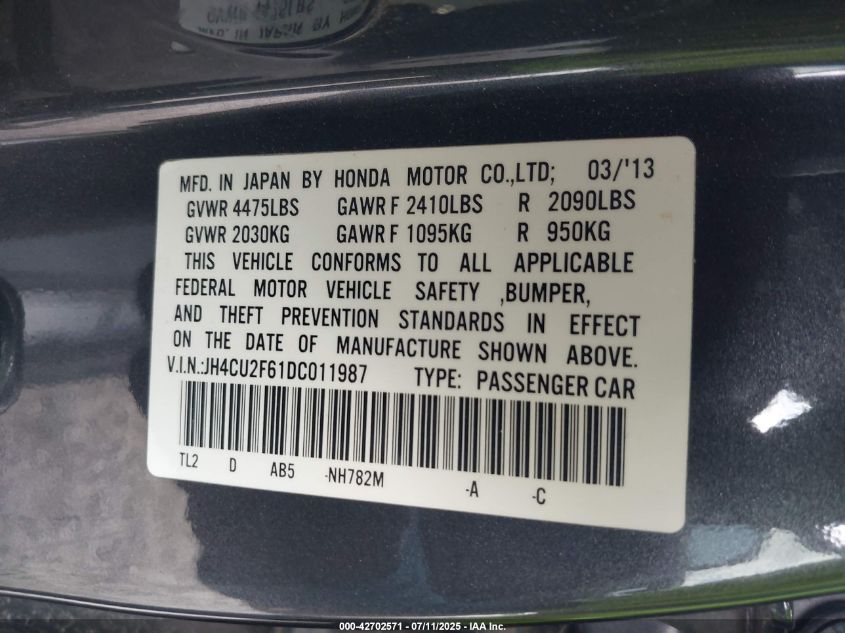 MFD. IN JAPAN BY HONDA MOTOR CO.,LTD; 03/'13
GVWR 4475LBS GAWR F 2410LBS R 2090LBS
GVWR 2030KG GAWR F 1095KG R 950KG
THIS VEHICLE CONFORMS TO ALL APPLICABLE
FEDERAL MOTOR VEHICLE SAFETY ,BUMPER,
AND THEFT PREVENTION STANDARDS IN EFFECT
ON THE DATE OF MANUFACTURE SHOWN ABOVE.
V.I.N.:JH4CU2F61DC011987 TYPE: PASSENGER CAR
TL2 D AB5 -NH782M -A -C
000-42702571 - 07/11/2025 - IAA Inc.